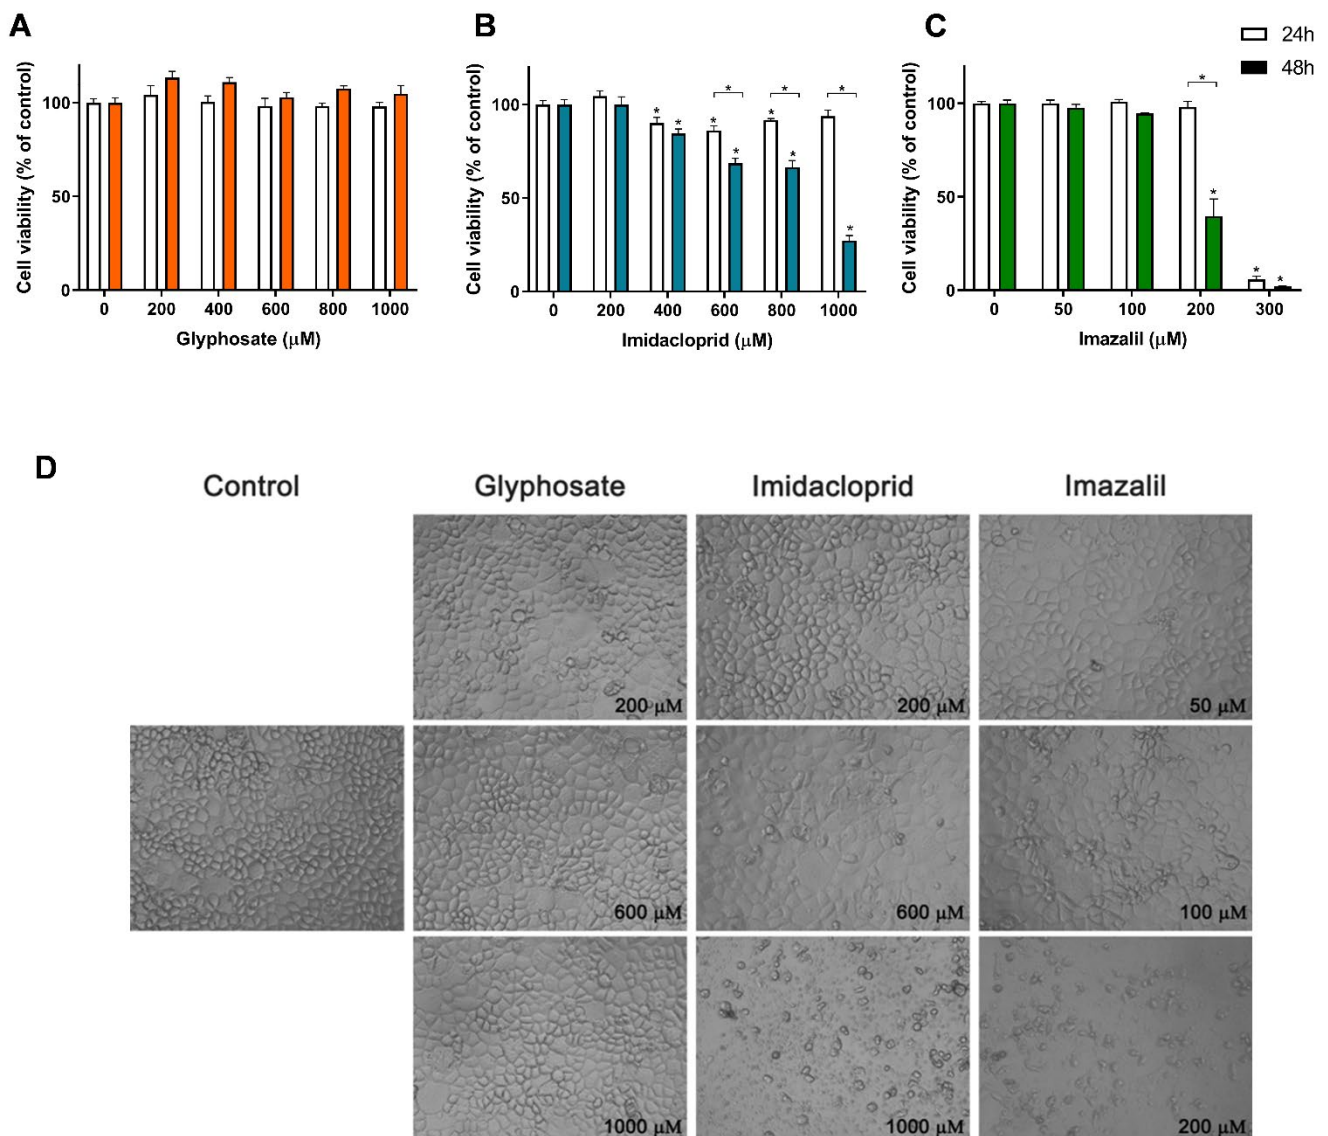 A
B
C
24h
48h
Cell viability (% of control)
100
50
0
* * * * * * * * * *
0 200 400 600 800 1000
Glyphosate (μM)
Cell viability (% of control)
100
50
0
0 200 400 600 800 1000
Imidacloprid (μM)
Cell viability (% of control)
100
50
0
* * * *
0 50 100 200 300
Imazalil (μM)
D
Control Glyphosate Imidacloprid Imazalil
200 μM 200 μM 50 μM
600 μM 600 μM 100 μM
1000 μM 1000 μM 200 μM